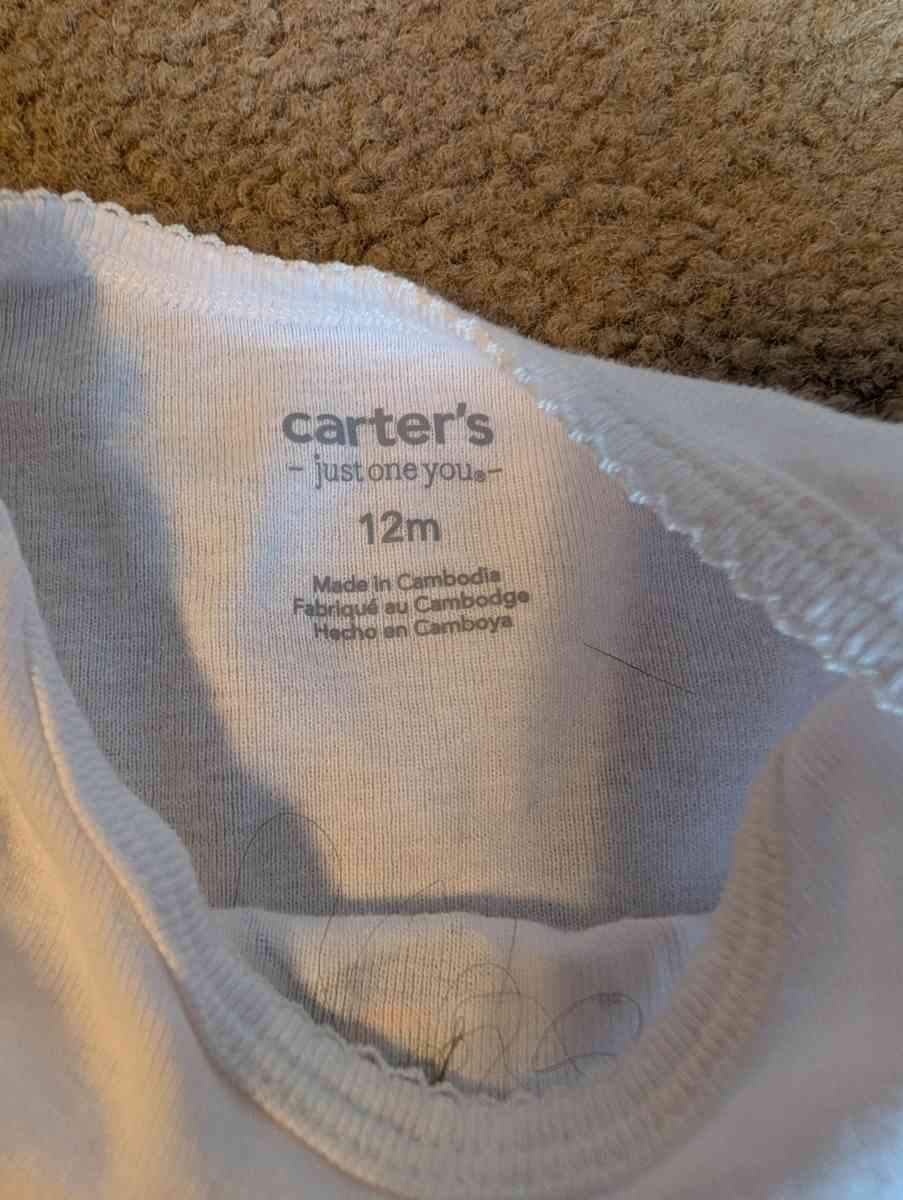 carter's
- just one you® -
12m
Made in Cambodia
Fabriqué au Cambodge
Hecho en Camboya